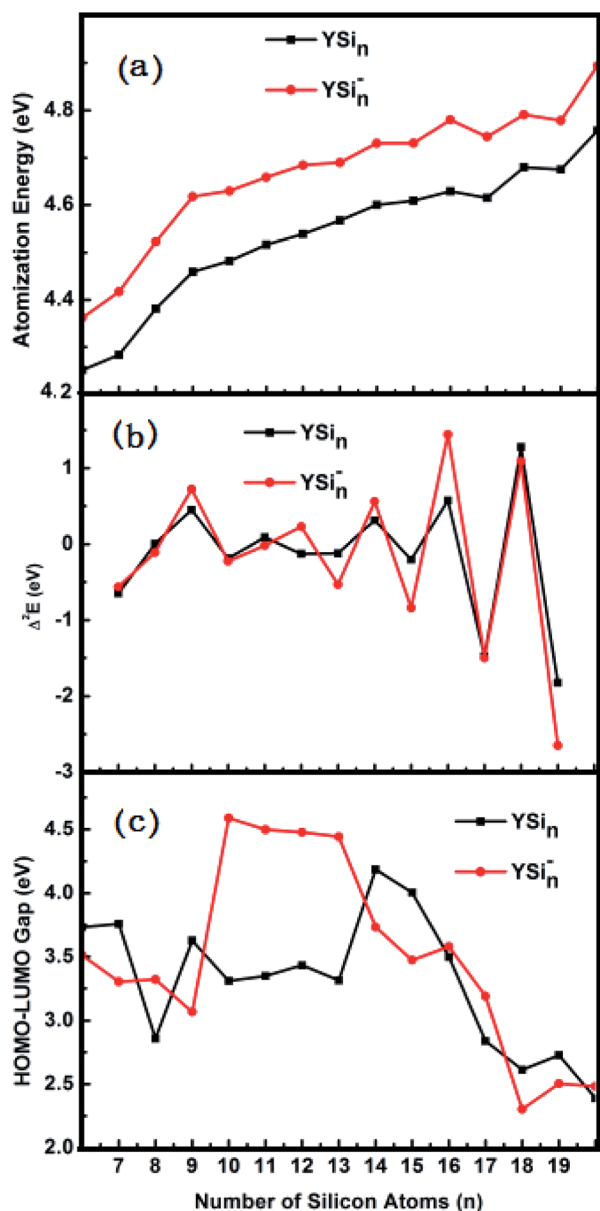 (a)
YSiₙ
YSiₙ⁻
Atomization Energy (eV)
4.8
4.6
4.4
4.2
(b)
YSiₙ
YSiₙ⁻
Δ²E (eV)
1
0
-1
-2
-3
(c)
YSiₙ
YSiₙ⁻
HOMO-LUMO Gap (eV)
4.5
4.0
3.5
3.0
2.5
2.0
7 8 9 10 11 12 13 14 15 16 17 18 19
Number of Silicon Atoms (n)